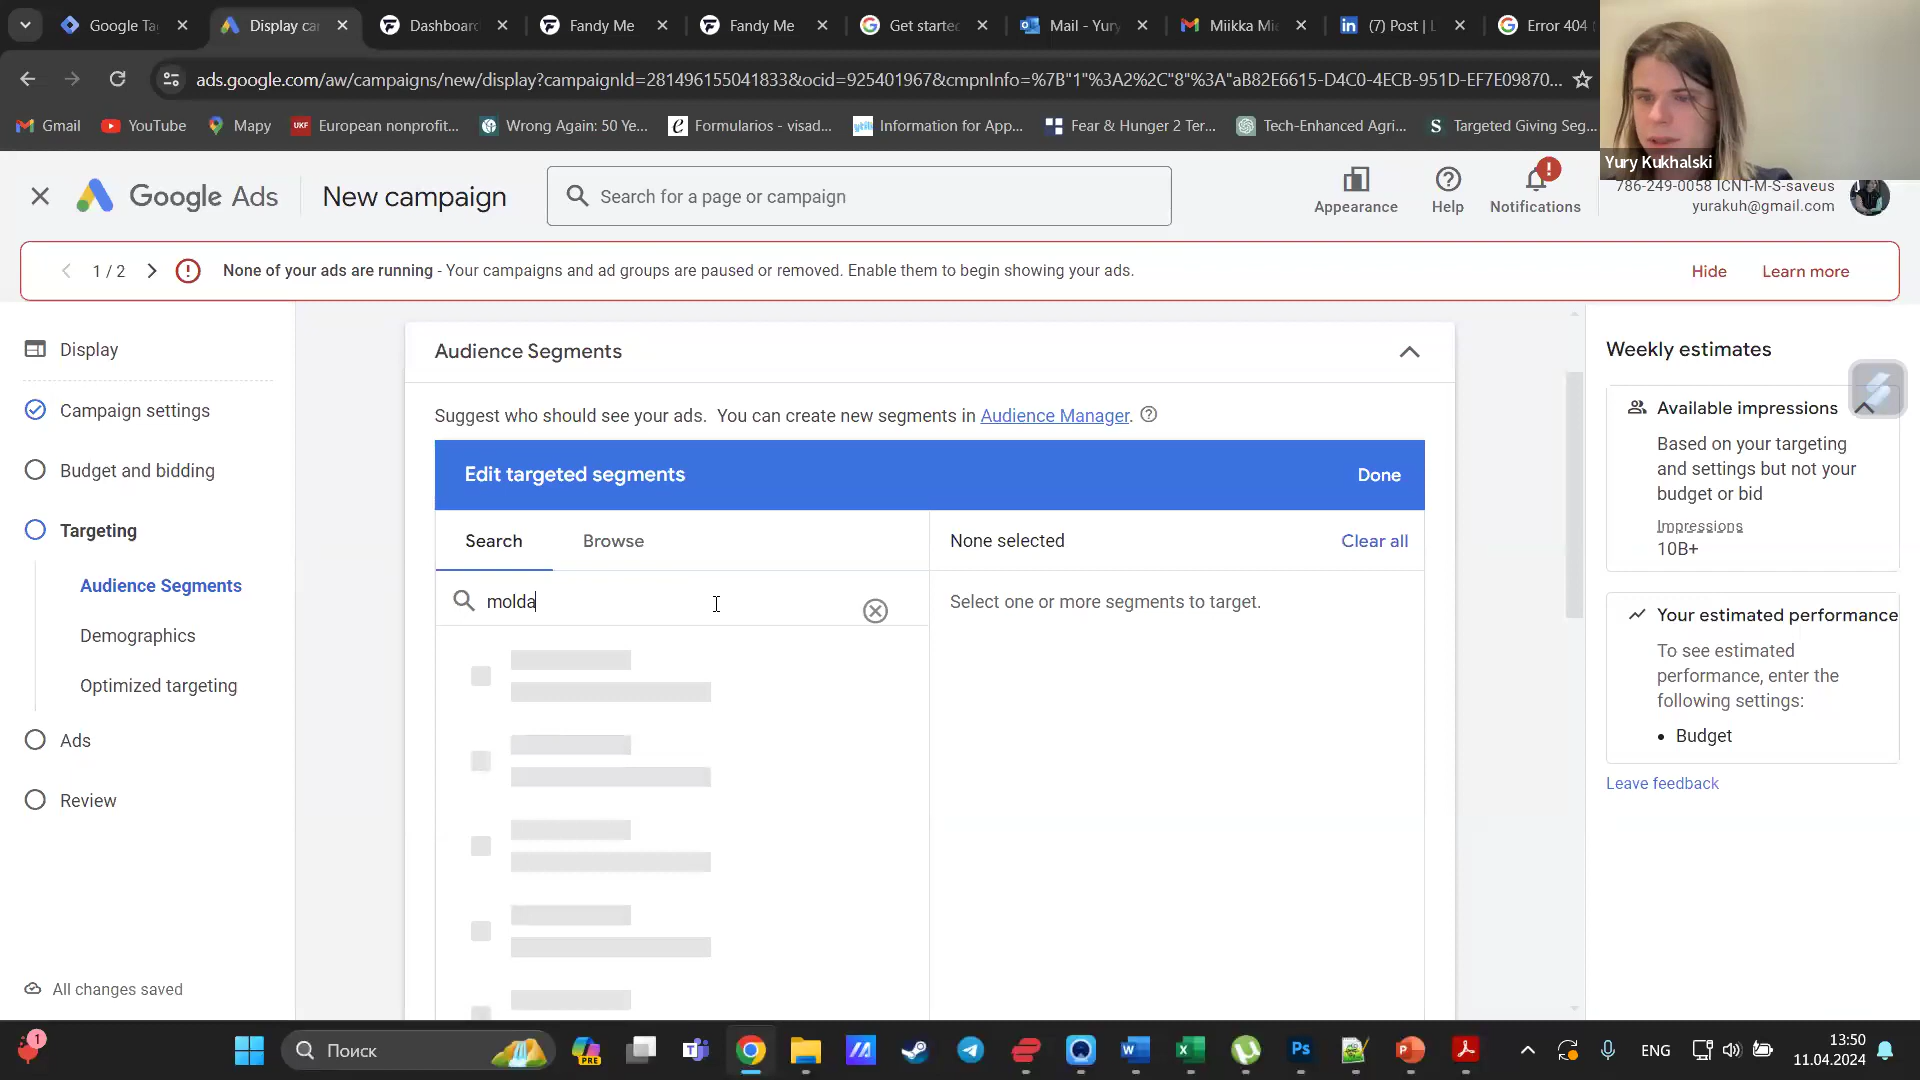 Google Ta
Display ca
Dashboar
Fandy Me
Fandy Me
Get starte
Mail - Yury
Miikka Mie
(7) Post | L
Error 404
ads.google.com/aw/campaigns/new/display?campaignId=281496155041833&ocid=925401967&cmpnInfo=%7B"1"%3A2%2C"8"%3A"aB82E6615-D4C0-4ECB-951D-EF7E09870...
Gmail
YouTube
Mapy
UKF
European nonprofit...
Wrong Again: 50 Ye...
Formularios - visad...
Information for App...
Fear & Hunger 2 Ter...
Tech-Enhanced Agri...
S
Targeted Giving Seg...
Yury Kukhalski
Google Ads
New campaign
Search for a page or campaign
Appearance
Help
Notifications
786-249-0058 ICNT-M-S-saveus
yurakuh@gmail.com
1 / 2
None of your ads are running - Your campaigns and ad groups are paused or removed. Enable them to begin showing your ads.
Hide
Learn more
Display
Campaign settings
Budget and bidding
Targeting
Audience Segments
Demographics
Optimized targeting
Ads
Review
All changes saved
Audience Segments
Suggest who should see your ads. You can create new segments in Audience Manager.
Edit targeted segments
Done
Search
Browse
None selected
Clear all
molda
Select one or more segments to target.
Weekly estimates
Available impressions
Based on your targeting
and settings but not your
budget or bid
Impressions
10B+
Your estimated performance
To see estimated
performance, enter the
following settings:
• Budget
Leave feedback
1
Поиск
PRE
ENG
13:50
11.04.2024